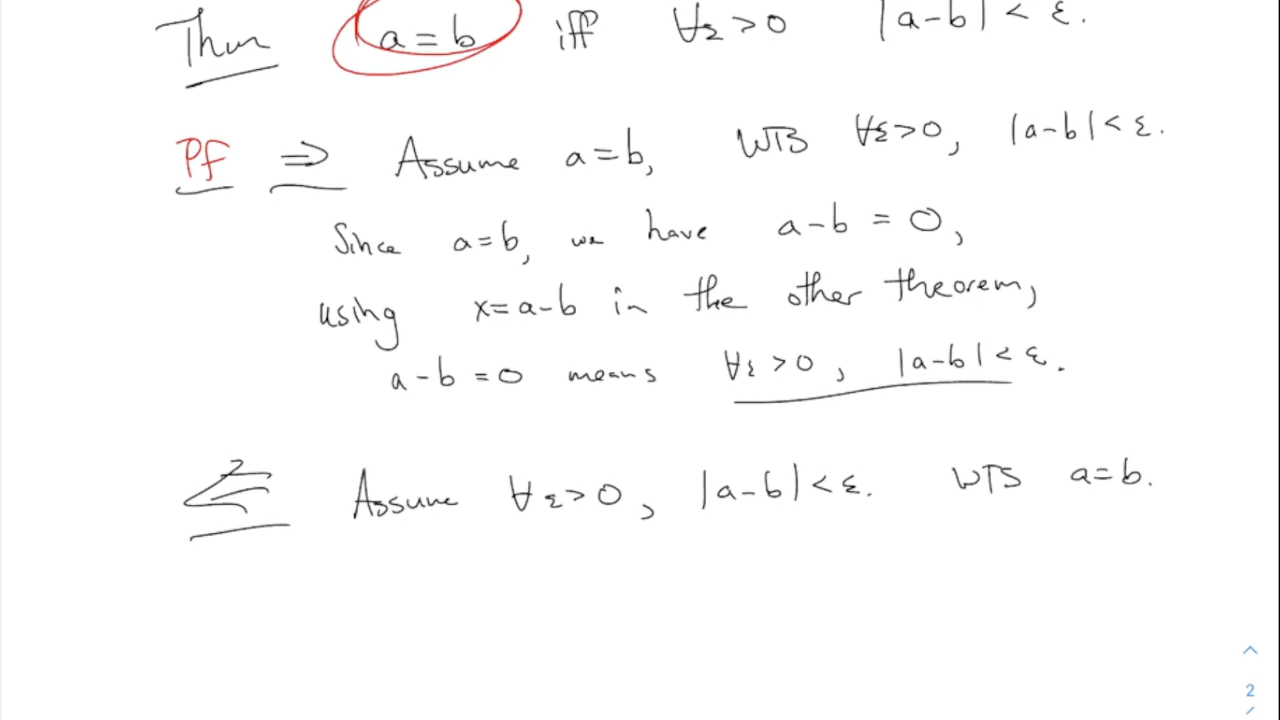 Thm a = b iff ∀ε>0 |a-b| < ε.
Pf ⇒ Assume a=b, WTS ∀ε>0, |a-b|<ε.
Since a=b, we have a-b = 0,
using x=a-b in the other theorem,
a-b=0 means ∀ε>0, |a-b|<ε.
⇐ Assume ∀ε>0, |a-b|<ε. WTS a=b.
2